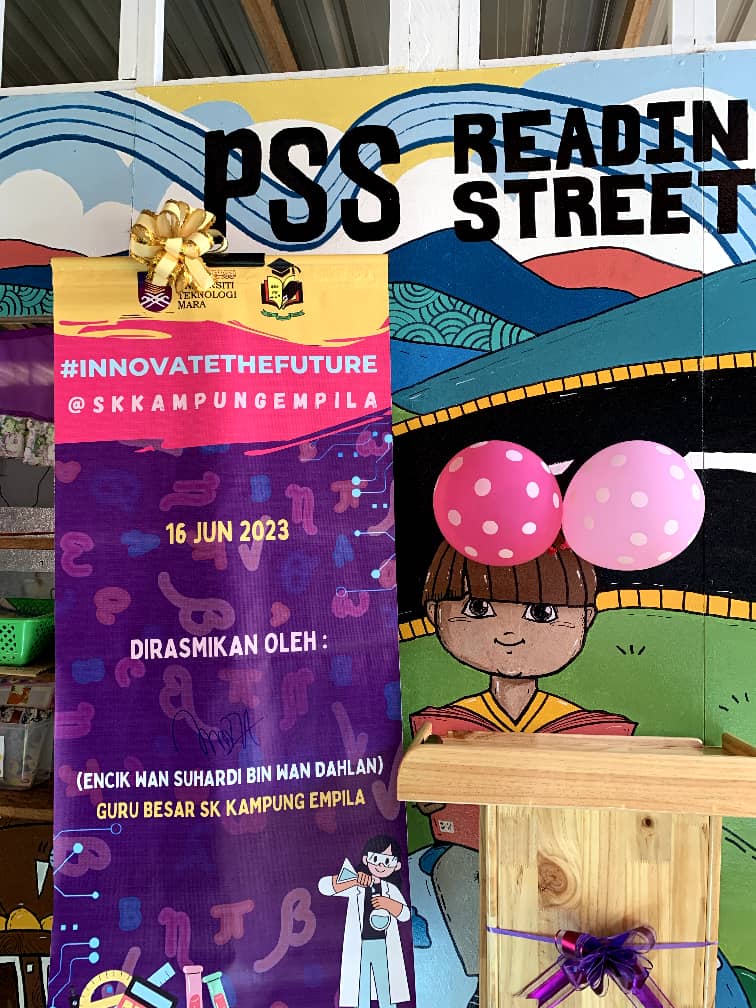 PSS
READIN
STREET
TEKNOLOGI
MARA
#INNOVATETHEFUTURE
@SKKAMPUNGEMPILA
16 JUN 2023
DIRASMIKAN OLEH :
(ENCIK WAN SUHARDI BIN WAN DAHLAN)
GURU BESAR SK KAMPUNG EMPILA